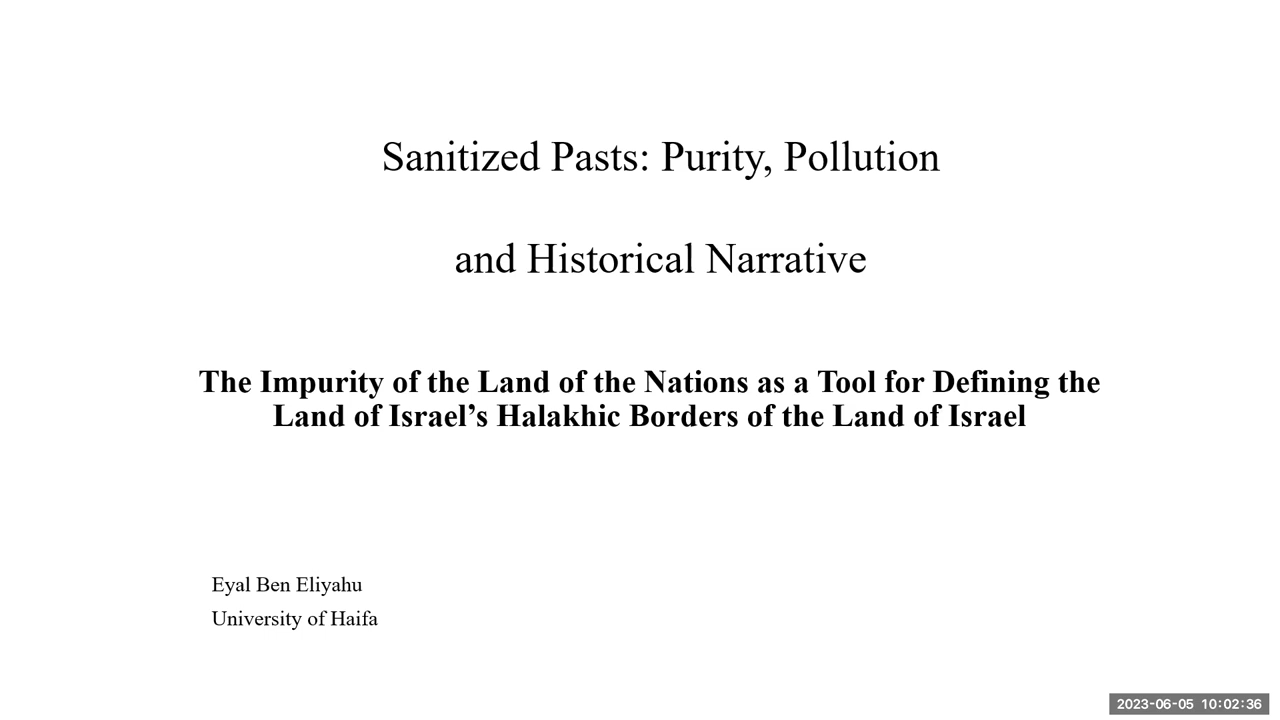 Sanitized Pasts: Purity, Pollution
and Historical Narrative
The Impurity of the Land of the Nations as a Tool for Defining the
Land of Israel’s Halakhic Borders of the Land of Israel
Eyal Ben Eliyahu
University of Haifa
2023-06-05 10:02:36